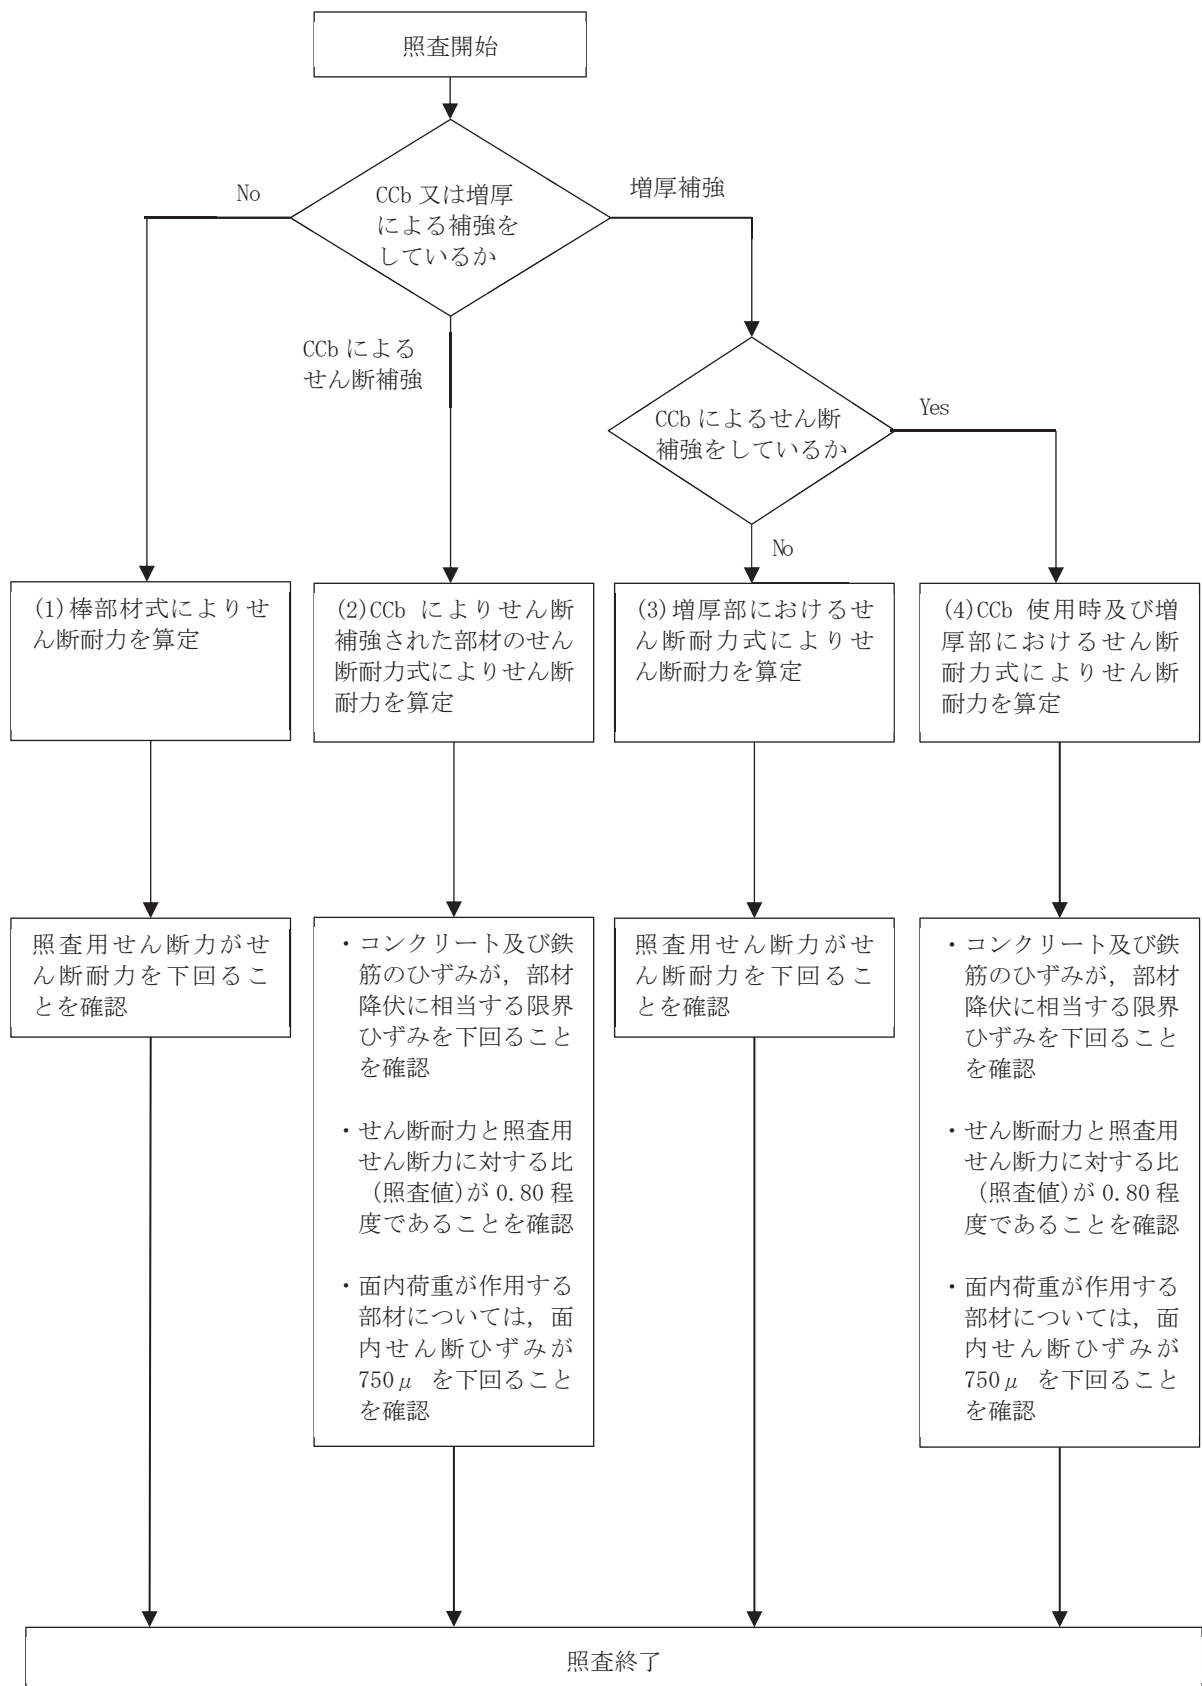 照査開始
No
CCb 又は増厚
による補強を
しているか
増厚補強
CCb による
せん断補強
CCb によるせん断
補強をしているか
Yes
No
(1)棒部材式によりせ
ん断耐力を算定
(2)CCb によりせん断
補強された部材のせん
断耐力式によりせん断
耐力を算定
(3)増厚部におけるせ
ん断耐力式によりせ
ん断耐力を算定
(4)CCb 使用時及び増
厚部におけるせん断
耐力式によりせん断
耐力を算定
照査用せん断力がせ
ん断耐力を下回るこ
とを確認
・コンクリート及び鉄
筋のひずみが，部材
降伏に相当する限界
ひずみを下回ること
を確認
・せん断耐力と照査用
せん断力に対する比
(照査値)が 0.80 程
度であることを確認
・面内荷重が作用する
部材については，面
内せん断ひずみが
750μ を下回ること
を確認
照査用せん断力がせ
ん断耐力を下回るこ
とを確認
・コンクリート及び鉄
筋のひずみが，部材
降伏に相当する限界
ひずみを下回ること
を確認
・せん断耐力と照査用
せん断力に対する比
(照査値)が 0.80 程
度であることを確認
・面内荷重が作用する
部材については，面
内せん断ひずみが
750μ を下回ること
を確認
照査終了